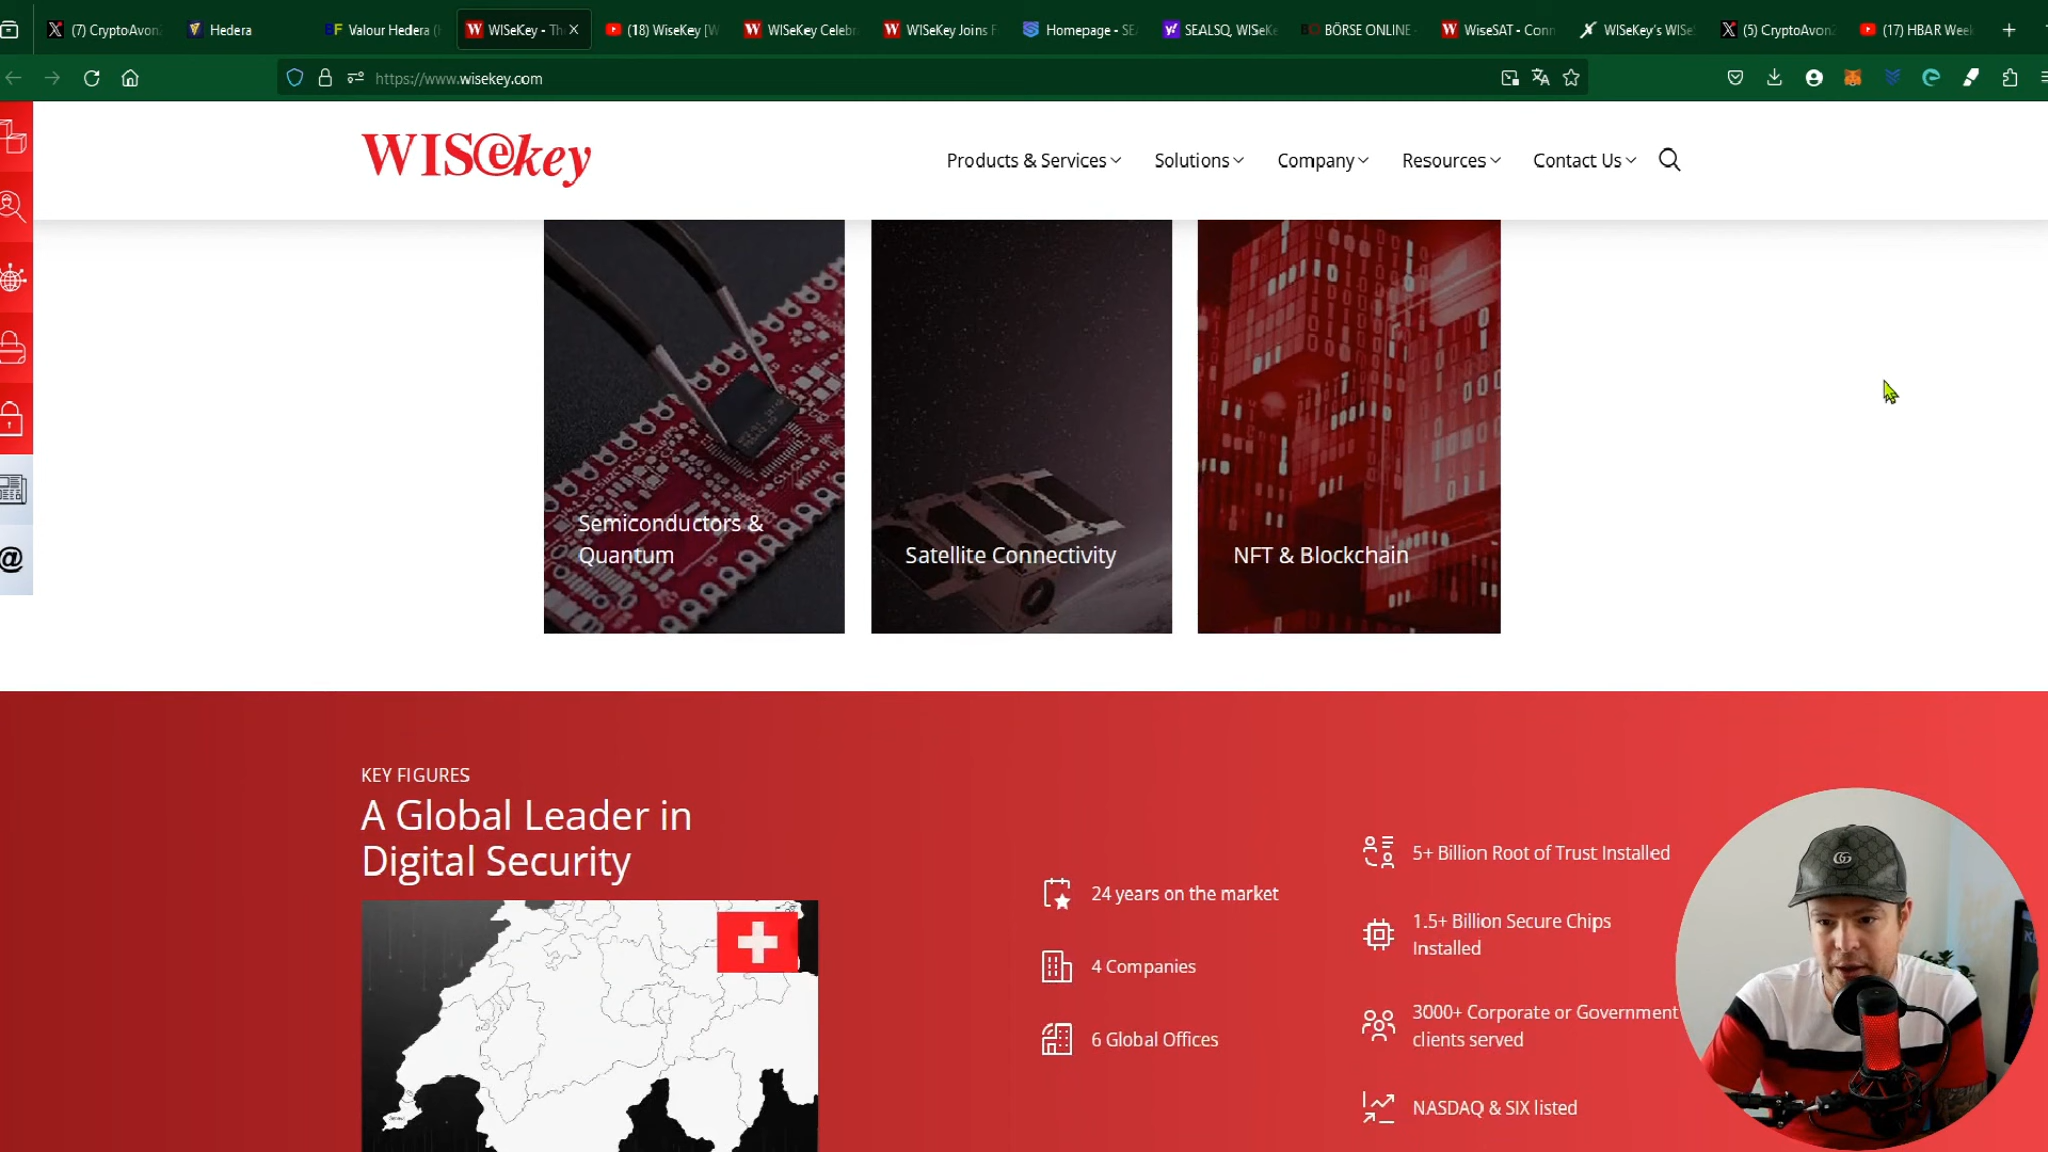 (7) CryptoAvon
Hedera
Valour Hedera (
WISeKey - Th
(18) WiseKey [W
WISeKey Celebr
WISeKey Joins F
Homepage - SEA
SEALSQ, WISeKe
BÖRSE ONLINE -
WiseSAT - Conn
WISeKey's WISe
(5) CryptoAvon
(17) HBAR Week
https://www.wisekey.com
WISekey
Products & Services
Solutions
Company
Resources
Contact Us
Semiconductors &
Quantum
Satellite Connectivity
NFT & Blockchain
KEY FIGURES
A Global Leader in
Digital Security
24 years on the market
4 Companies
6 Global Offices
5+ Billion Root of Trust Installed
1.5+ Billion Secure Chips
Installed
3000+ Corporate or Government
clients served
NASDAQ & SIX listed